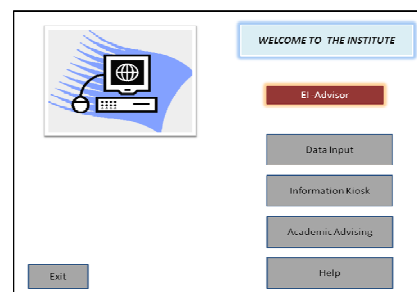 WELCOME TO THE INSTITUTE
EI-Advisor
Data Input
Information Kiosk
Academic Advising
Help
Exit